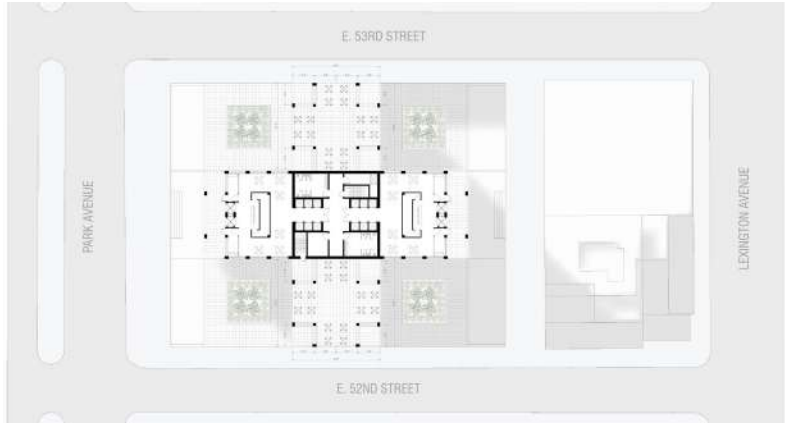 E. 53RD STREET
PARK AVENUE
LEXINGTON AVENUE
E. 52ND STREET